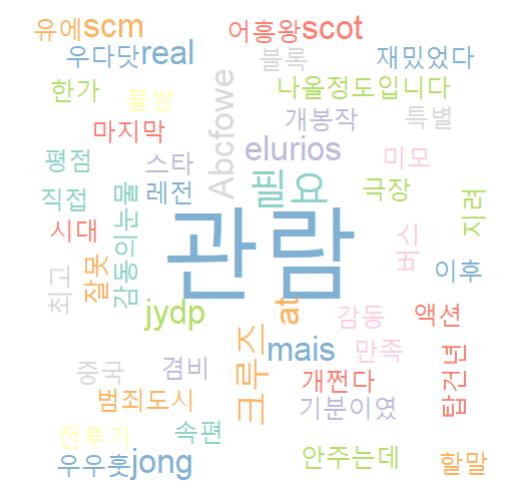 유에scm
어흥왕scot
우다닷real
블록
재밌었다
한가
불쌍
Abcfowe
나올정도입니다
마지막
개봉작
특별
평점
스타
elurios
미모
직접
레전
필요
극장
시대
감동의눈물
관람
버스
지려
최고
잘못
이후
jydp
at
감동
액션
중국
겸비
크루즈
mais
만족
탑건년
범죄도시
개쩐다
기분이였
전투기
속편
우우훗jong
안주는데
할말